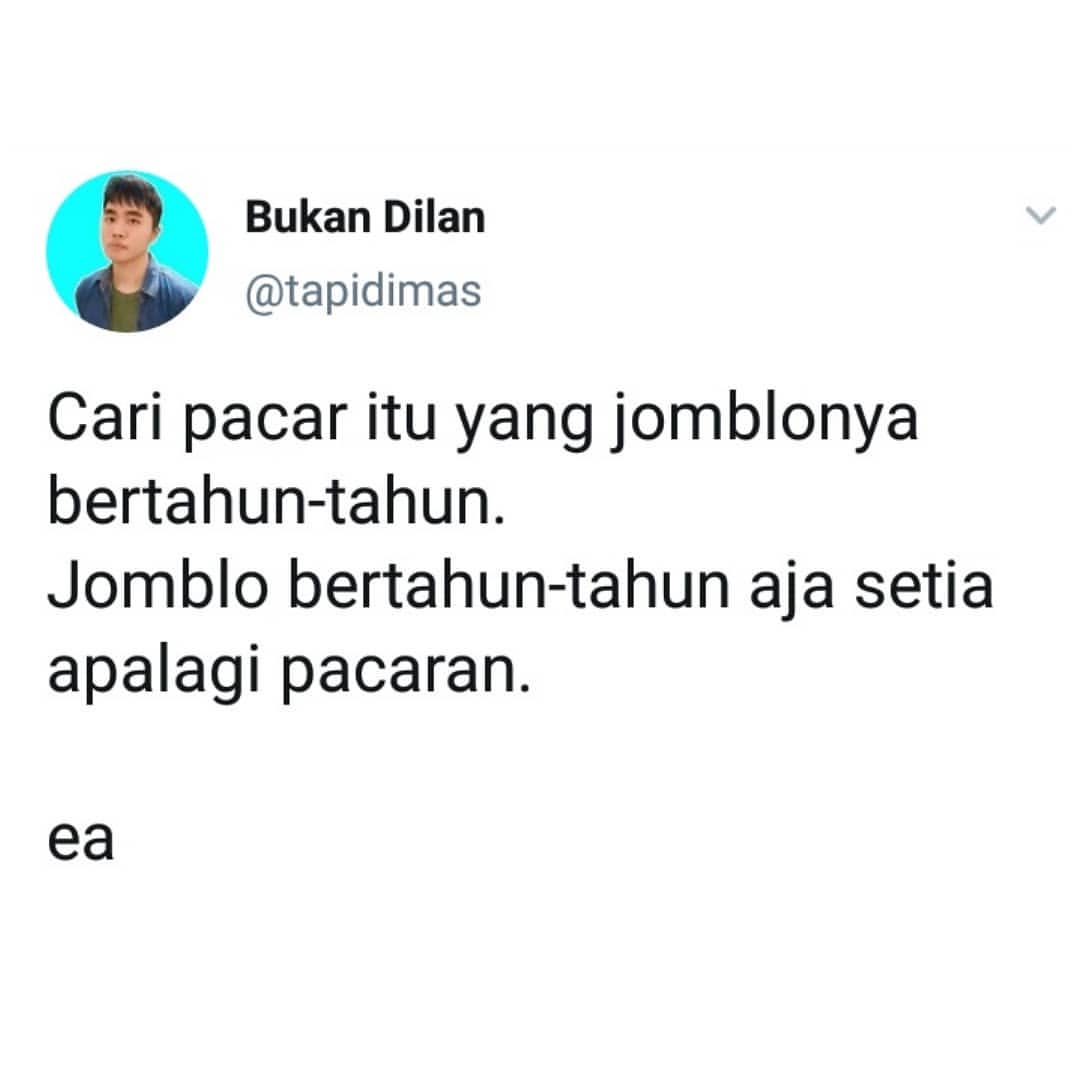 Bukan Dilan
@tapidimas
Cari pacar itu yang jomblonya
bertahun-tahun.
Jomblo bertahun-tahun aja setia
apalagi pacaran.
ea